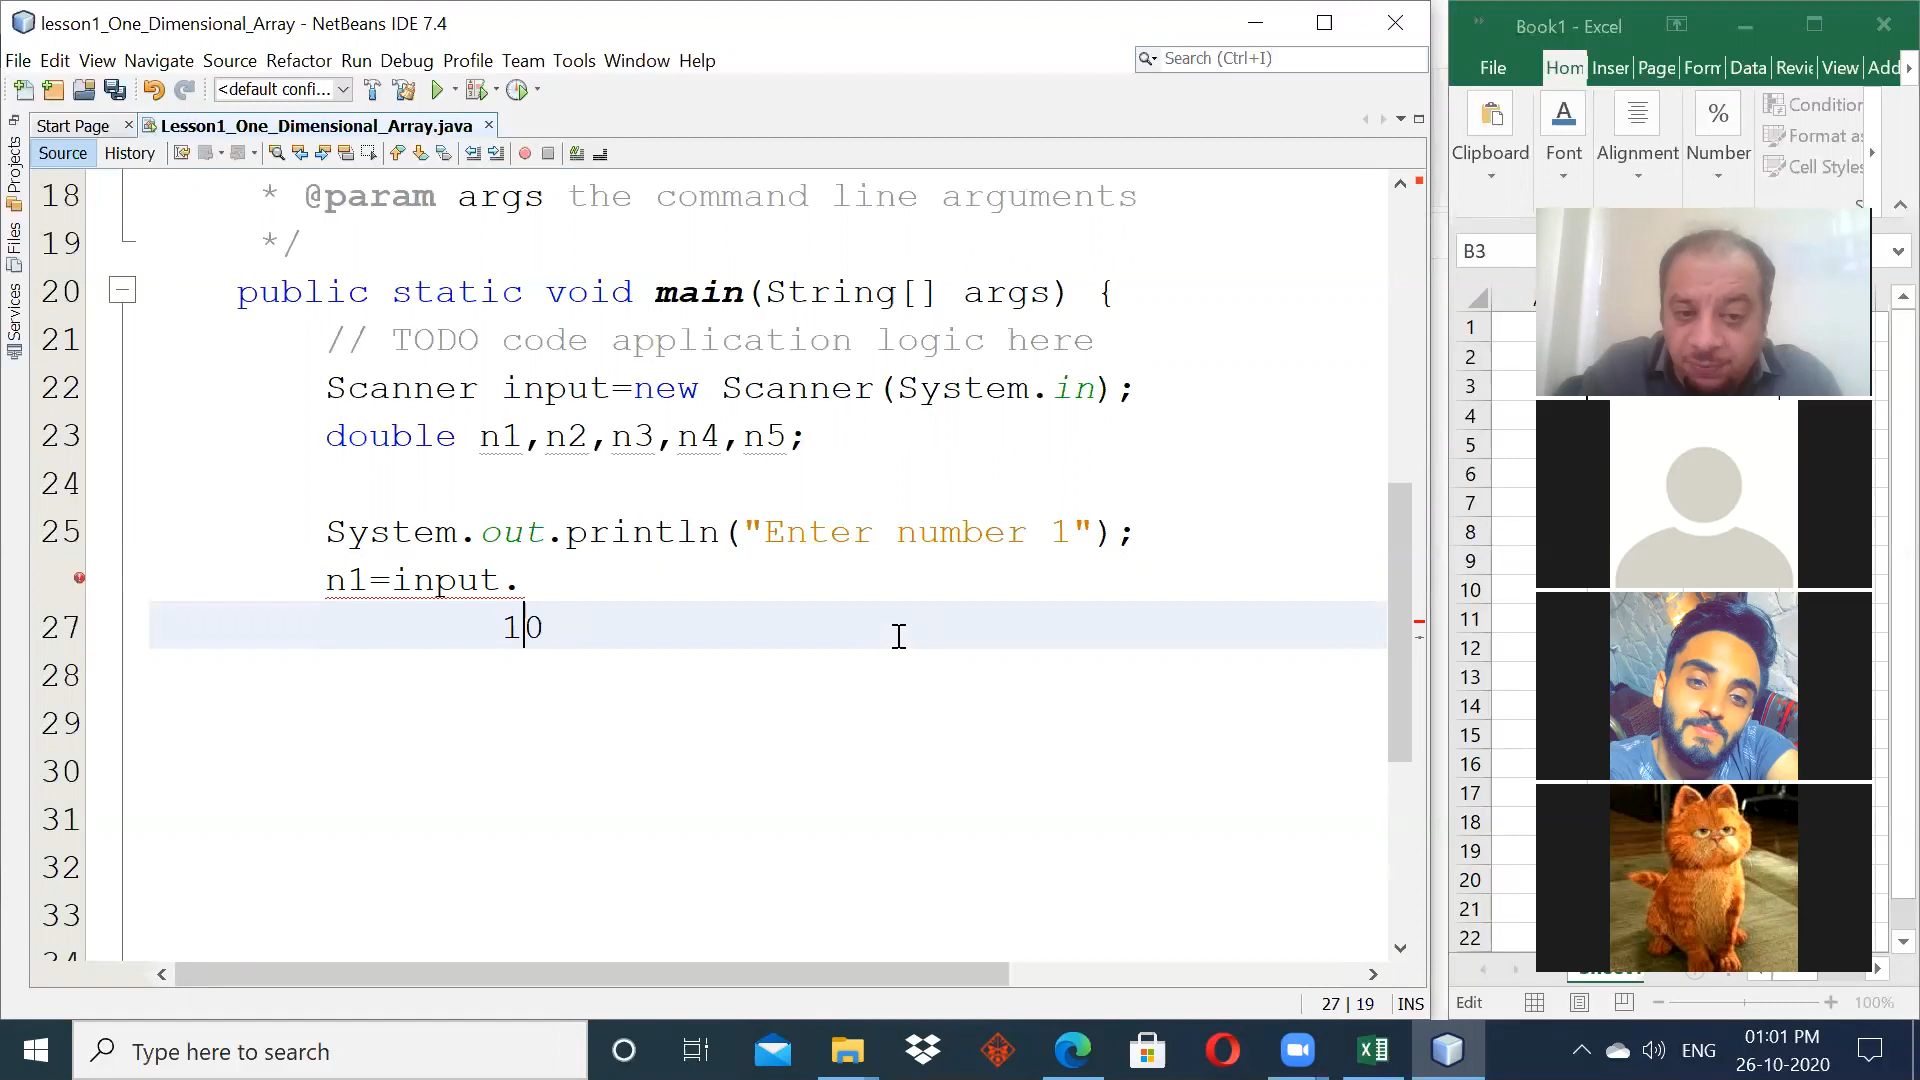 lesson1_One_Dimensional_Array - NetBeans IDE 7.4
File Edit View Navigate Source Refactor Run Debug Profile Team Tools Window Help
Search (Ctrl+I)
<default confi...
Start Page
Lesson1_One_Dimensional_Array.java
Source History
Projects
Files
Services
18 * @param args the command line arguments
19 */
20 public static void main(String[] args) {
21 // TODO code application logic here
22 Scanner input=new Scanner(System.in);
23 double n1,n2,n3,n4,n5;
24
25 System.out.println("Enter number 1");
n1=input.
27 10
28
29
30
31
32
33
27 | 19 INS
Book1 - Excel
File Hom Inser Page Form Data Revie View Add
Clipboard
Font
Alignment
Number
Condition
Format as
Cell Styles
B3
1
2
3
4
5
6
7
8
9
10
11
12
13
14
15
16
17
18
19
20
21
22
Edit
100%
Type here to search
ENG
01:01 PM
26-10-2020